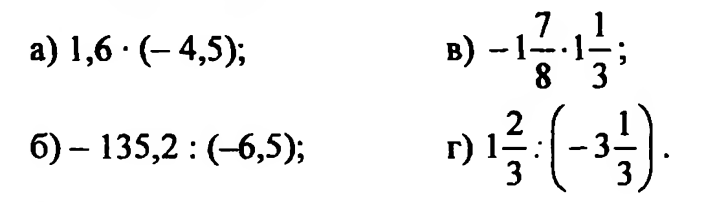 а) 1,6 · (– 4,5);
б) – 135,2 : (–6,5);
в) –1 7/8 · 1 1/3 ;
г) 1 2/3 : (–3 1/3) .